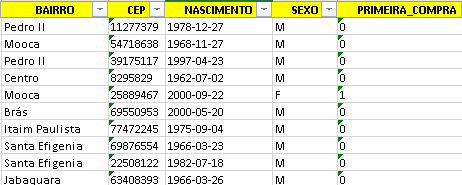 BAIRRO CEP NASCIMENTO SEXO PRIMEIRA_COMPRA
Pedro II 11277379 1978-12-27 M 0
Mooca 54718638 1968-11-27 M 0
Pedro II 39175117 1997-04-23 M 0
Centro 8295829 1962-07-02 M 0
Mooca 25889467 2000-09-22 F 1
Brás 69550953 2000-05-20 M 0
Itaim Paulista 77472245 1975-09-04 M 0
Santa Efigenia 69876554 1966-03-23 M 0
Santa Efigenia 22508122 1982-07-18 M 0
Jabaquara 63408393 1966-03-26 M 0